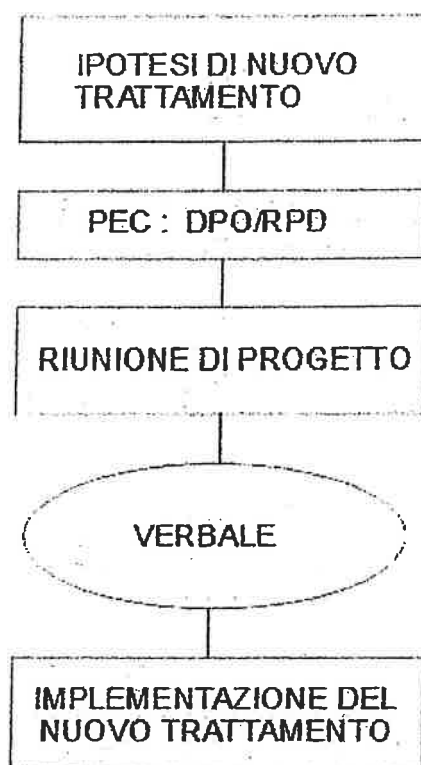 IPOTESI DI NUOVO
TRATTAMENTO
PEC : DPO/RPD
RIUNIONE DI PROGETTO
VERBALE
IMPLEMENTAZIONE DEL
NUOVO TRATTAMENTO